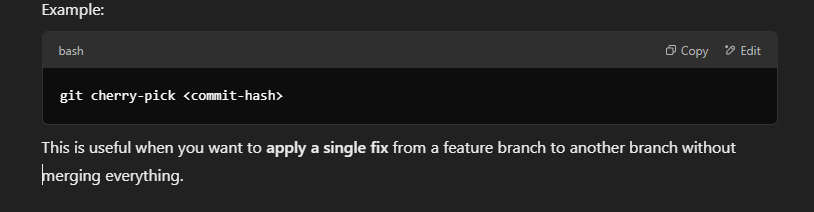 Example:
bash
Copy Edit
git cherry-pick <commit-hash>
This is useful when you want to apply a single fix from a feature branch to another branch without
merging everything.